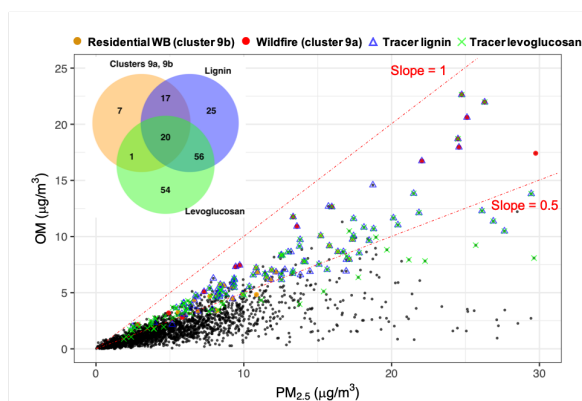 Residential WB (cluster 9b) Wildfire (cluster 9a) Tracer lignin Tracer levoglucosan
25
Clusters 9a, 9b
Lignin
Slope = 1
7 17 25
20
20
1 56
15
54
Levoglucosan
Slope = 0.5
OM (µg/m³)
10
5
0
0 10 20 30
PM₂.₅ (µg/m³)